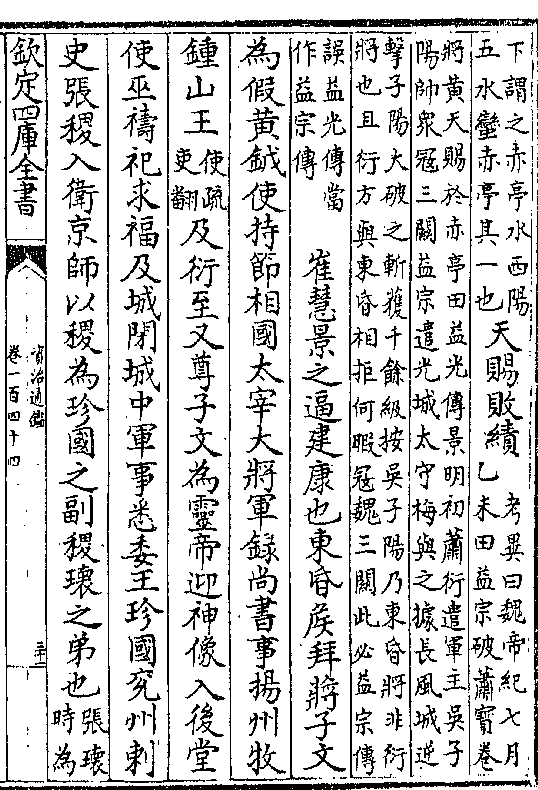 下謂之赤亭水西陽
五水蠻赤亭其一也
天賜敗績
考異曰魏帝紀七月
乙未田益宗破蕭寶卷
將黄天賜於赤亭田益光傳景明初蕭衍遣軍主吳子
陽帥衆冦三關益宗遣光城太守梅興之據長風城逆
擊子陽大破之斬獲千餘級按吳子陽乃東昏將非衍
將也且衍方與東昏相拒何暇冦魏三關此必益宗傳
誤益光傳當
作益宗傳
崔慧景之逼建康也東昏侯拜蔣子文
為假黄鉞使持節相國太宰大將軍録尚書事揚州牧
鍾山王
使疏
吏翻
及衍至又尊子文為靈帝迎神像入後堂
使巫禱祀求福及城閉城中軍事悉委王珍國兖州刺
史張稷入衛京師以稷為珍國之副稷瓌之弟也
張瓌
時為
欽定四庫全書
資治通鑑
卷一百四十四